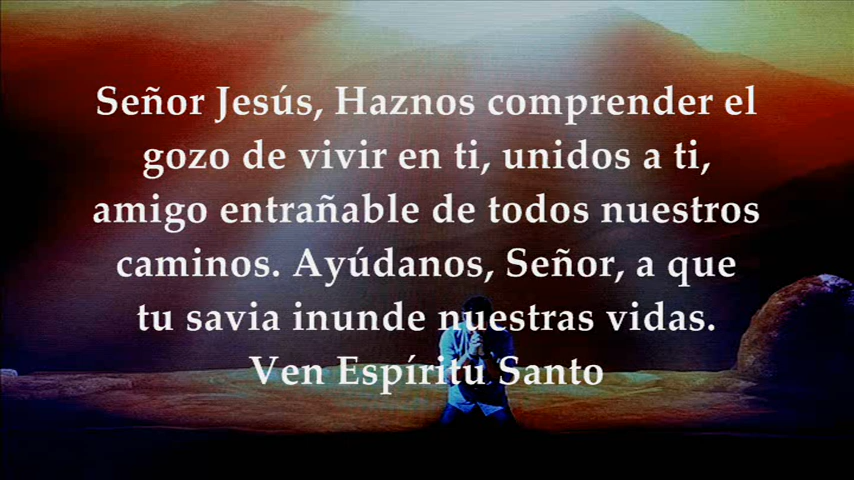 Señor Jesús, Haznos comprender el
gozo de vivir en ti, unidos a ti,
amigo entrañable de todos nuestros
caminos. Ayúdanos, Señor, a que
tu savia inunde nuestras vidas.
Ven Espíritu Santo